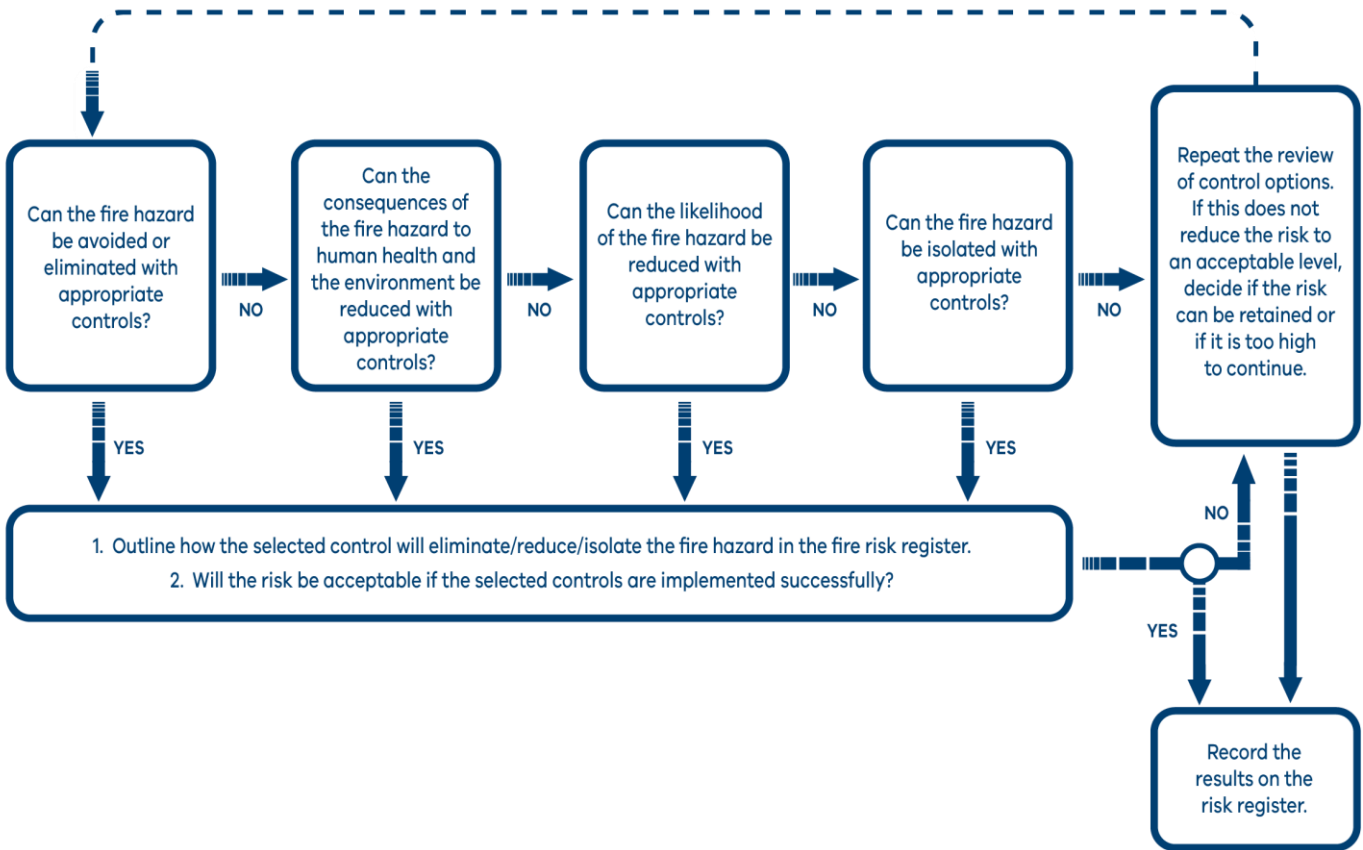 Can the fire hazard
be avoided or
eliminated with
appropriate
controls?
NO
Can the
consequences of
the fire hazard to
human health and
the environment be
reduced with
appropriate
controls?
NO
Can the likelihood
of the fire hazard be
reduced with
appropriate
controls?
NO
Can the fire hazard
be isolated with
appropriate
controls?
NO
Repeat the review
of control options.
If this does not
reduce the risk to
an acceptable level,
decide if the risk
can be retained or
if it is too high
to continue.
YES
YES
YES
YES
1. Outline how the selected control will eliminate/reduce/isolate the fire hazard in the fire risk register.
2. Will the risk be acceptable if the selected controls are implemented successfully?
NO
YES
Record the
results on the
risk register.